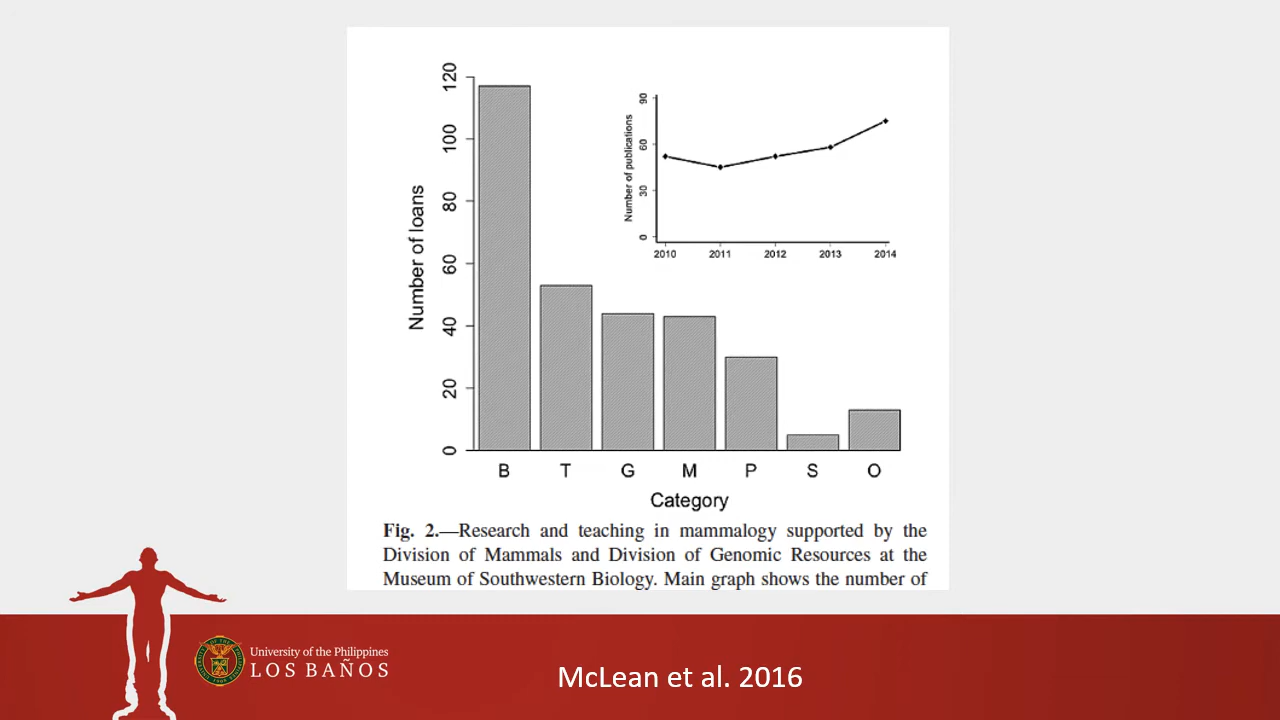 120
100
80
60
40
20
0
Number of loans
B T G M P S O
Category
90
60
30
0
Number of publications
2010 2011 2012 2013 2014
Fig. 2.—Research and teaching in mammalogy supported by the
Division of Mammals and Division of Genomic Resources at the
Museum of Southwestern Biology. Main graph shows the number of
University of the Philippines
LOS BAÑOS
McLean et al. 2016